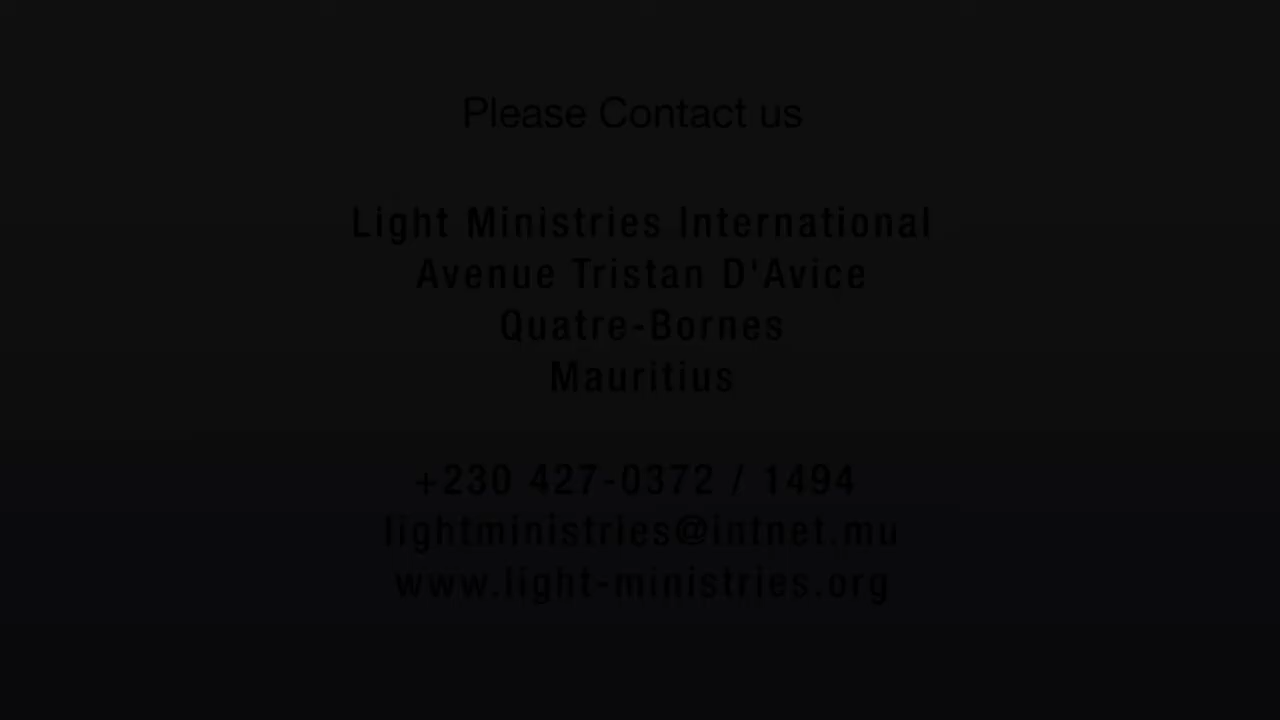 Please Contact us
Light Ministries International
Avenue Tristan D'Avice
Quatre-Bornes
Mauritius
+230 427-0372 / 1494
lightministries@intnet.mu
www.light-ministries.org